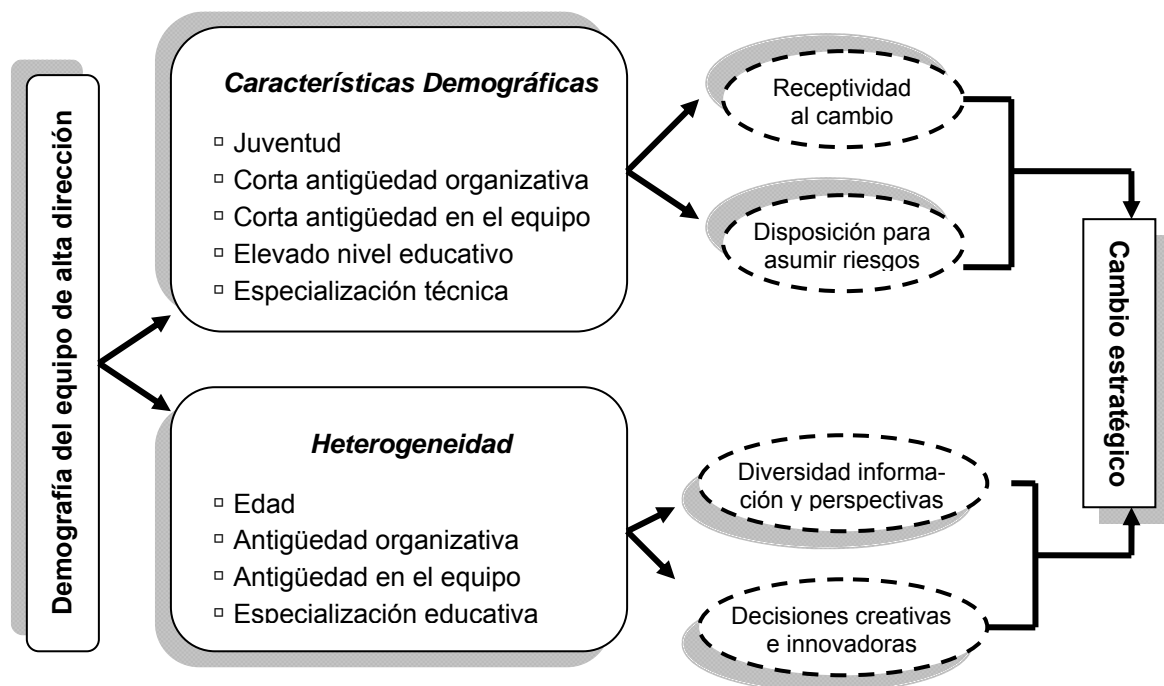 Demografía del equipo de alta dirección
Características Demográficas
▫ Juventud
▫ Corta antigüedad organizativa
▫ Corta antigüedad en el equipo
▫ Elevado nivel educativo
▫ Especialización técnica
Heterogeneidad
▫ Edad
▫ Antigüedad organizativa
▫ Antigüedad en el equipo
▫ Especialización educativa
Receptividad
al cambio
Disposición para
asumir riesgos
Diversidad informa-
ción y perspectivas
Decisiones creativas
e innovadoras
Cambio estratégico